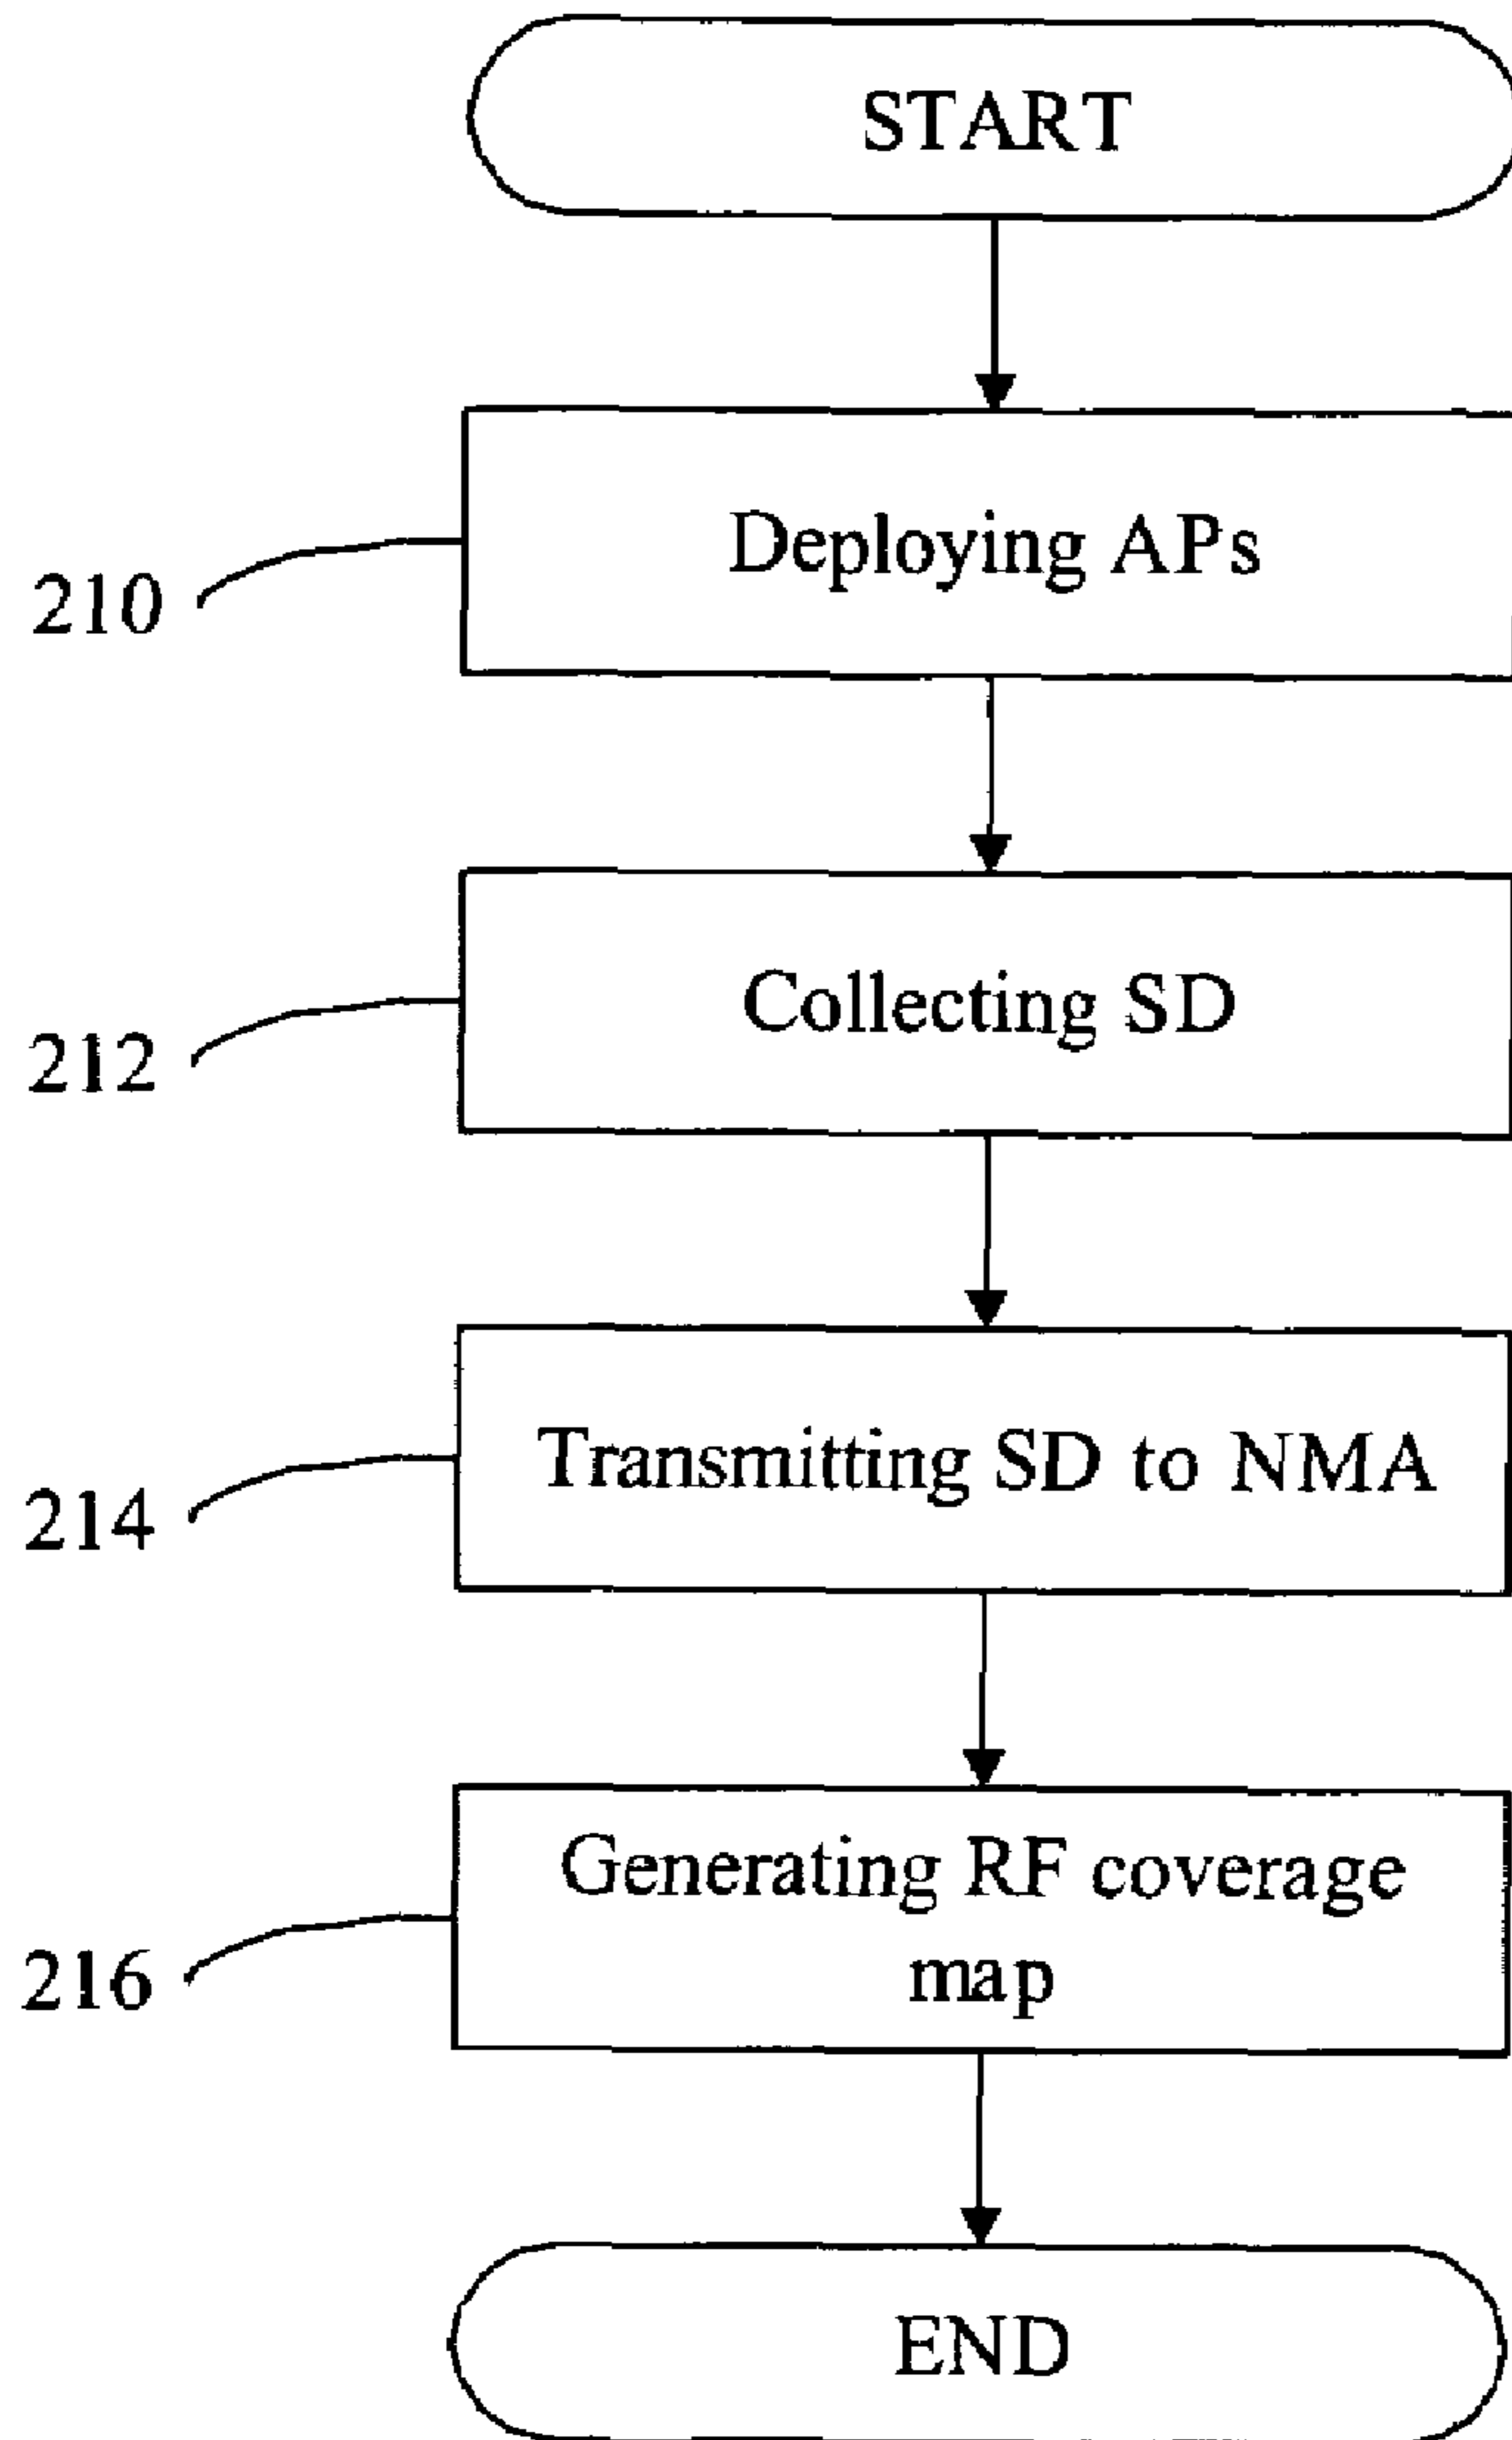 START
Deploying APs
210
Collecting SD
212
Transmitting SD to NMA
214
Generating RF coverage
map
216
END